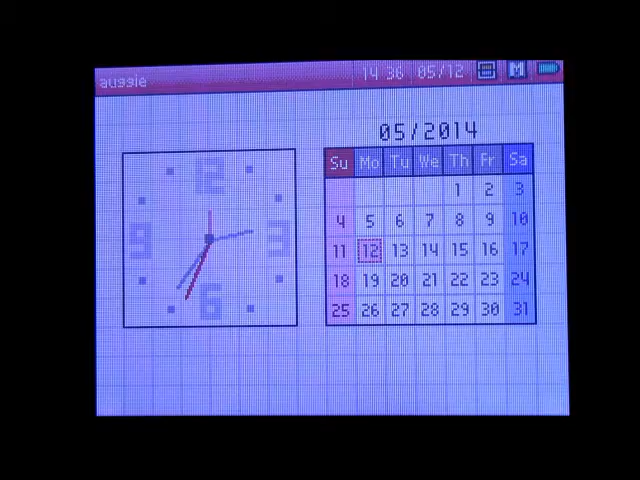 auggie 14 36 05/12 M
05/2014
12
9 3
6
Su Mo Tu We Th Fr Sa
1 2 3
4 5 6 7 8 9 10
11 12 13 14 15 16 17
18 19 20 21 22 23 24
25 26 27 28 29 30 31